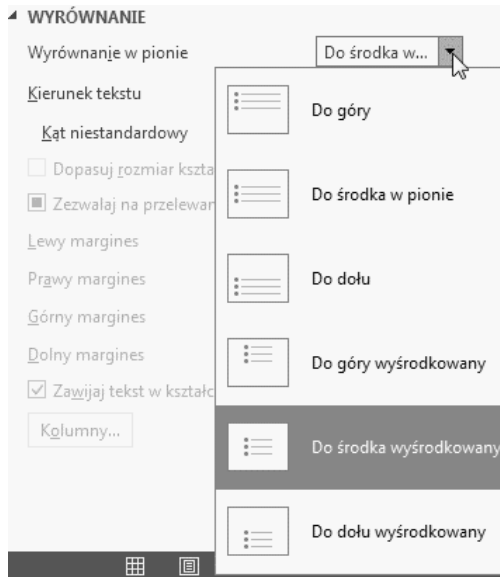 WYRÓWNANIE
Wyrównanie w pionie
Do środka w...
Kierunek tekstu
Kąt niestandardowy
Dopasuj rozmiar kszta
Zezwalaj na przelewan
Lewy margines
Prawy margines
Górny margines
Dolny margines
Zawijaj tekst w kształc
Kolumny...
Do góry
Do środka w pionie
Do dołu
Do góry wyśrodkowany
Do środka wyśrodkowany
Do dołu wyśrodkowany